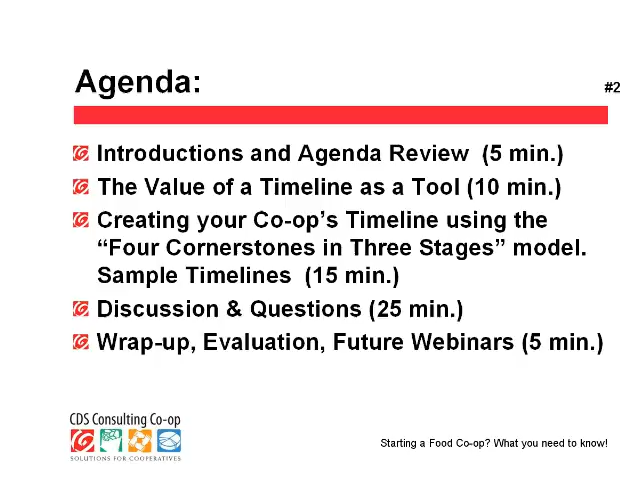 Agenda:
#2
Introductions and Agenda Review  (5 min.)
The Value of a Timeline as a Tool (10 min.)
Creating your Co-op’s Timeline using the
“Four Cornerstones in Three Stages” model.
Sample Timelines  (15 min.)
Discussion & Questions (25 min.)
Wrap-up, Evaluation, Future Webinars (5 min.)
CDS Consulting Co-op
SOLUTIONS FOR COOPERATIVES
Starting a Food Co-op? What you need to know!